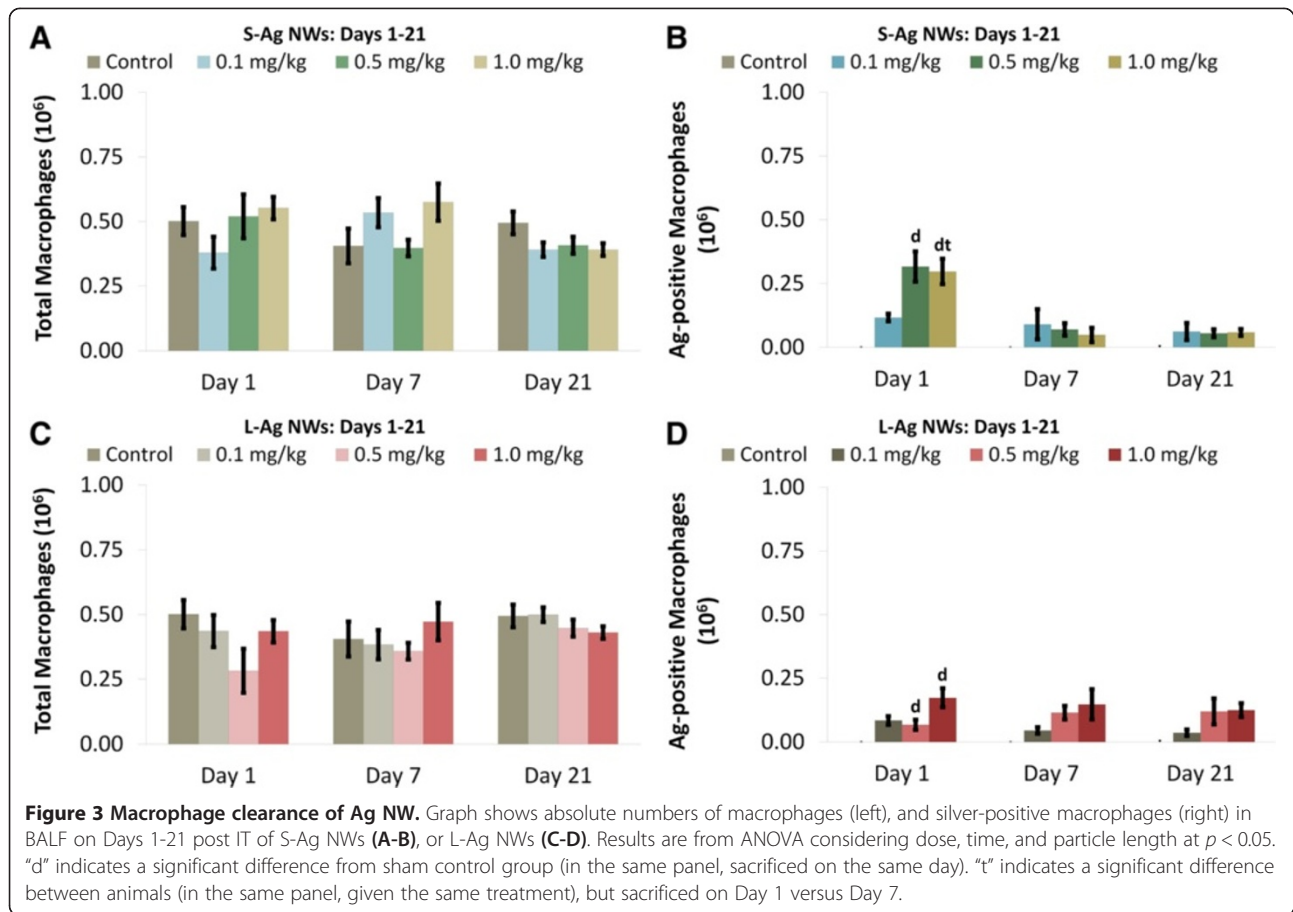 A
S-Ag NWs: Days 1-21
Control 0.1 mg/kg 0.5 mg/kg 1.0 mg/kg
Total Macrophages (10⁶)
1.00
0.75
0.50
0.25
0.00
Day 1 Day 7 Day 21
B
S-Ag NWs: Days 1-21
Control 0.1 mg/kg 0.5 mg/kg 1.0 mg/kg
Ag-positive Macrophages
(10⁶)
1.00
0.75
0.50
0.25
0.00
d dt
Day 1 Day 7 Day 21
C
L-Ag NWs: Days 1-21
Control 0.1 mg/kg 0.5 mg/kg 1.0 mg/kg
Total Macrophages (10⁶)
1.00
0.75
0.50
0.25
0.00
Day 1 Day 7 Day 21
D
L-Ag NWs: Days 1-21
Control 0.1 mg/kg 0.5 mg/kg 1.0 mg/kg
Ag-positive Macrophages
(10⁶)
1.00
0.75
0.50
0.25
0.00
d d
Day 1 Day 7 Day 21
Figure 3 Macrophage clearance of Ag NW. Graph shows absolute numbers of macrophages (left), and silver-positive macrophages (right) in
BALF on Days 1-21 post IT of S-Ag NWs (A-B), or L-Ag NWs (C-D). Results are from ANOVA considering dose, time, and particle length at p < 0.05.
“d” indicates a significant difference from sham control group (in the same panel, sacrificed on the same day). “t” indicates a significant difference
between animals (in the same panel, given the same treatment), but sacrificed on Day 1 versus Day 7.